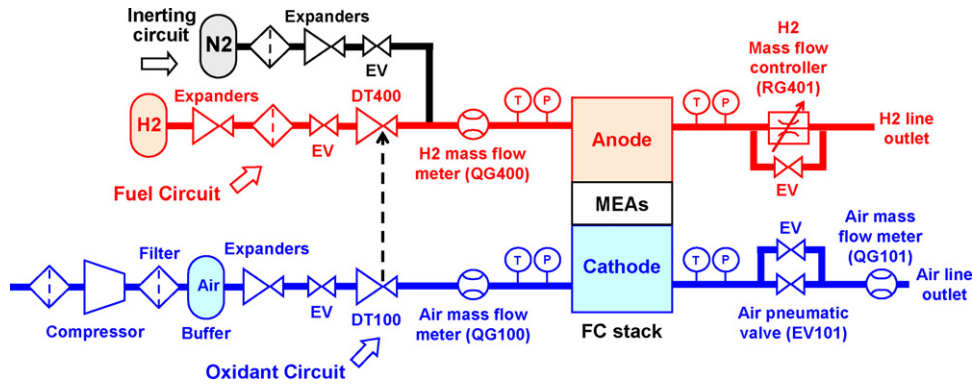 Inerting
circuit
N2
Expanders
EV
H2
Expanders
EV
DT400
Fuel Circuit
H2 mass flow
meter (QG400)
T
P
Anode
MEAs
Cathode
FC stack
T
P
H2
Mass flow
controller
(RG401)
EV
H2 line
outlet
Filter
Compressor
Air
Buffer
Expanders
EV
DT100
Oxidant Circuit
Air mass flow
meter (QG100)
T
P
T
P
EV
Air pneumatic
valve (EV101)
Air mass
flow meter
(QG101)
Air line
outlet